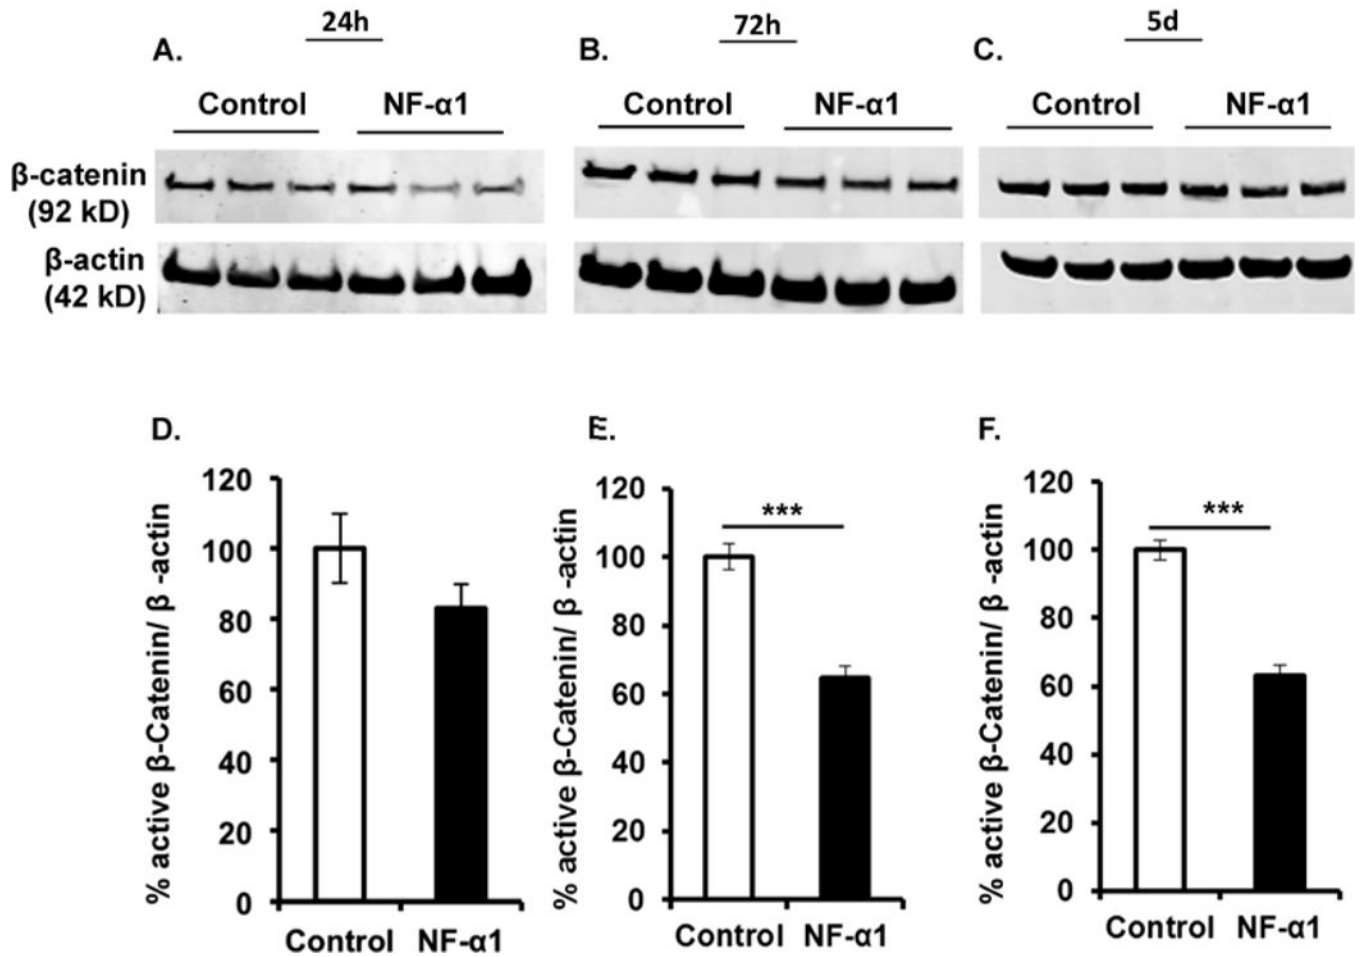 24h
72h
5d
A.
B.
C.
Control NF-α1
Control NF-α1
Control NF-α1
β-catenin
(92 kD)
β-actin
(42 kD)
D.
E.
F.
% active β-Catenin/ β -actin
120
100
80
60
40
20
0
Control NF-α1
% active β-Catenin/ β -actin
120
100
80
60
40
20
0
***
Control NF-α1
% active β-Catenin/ β -actin
120
100
80
60
40
20
0
***
Control NF-α1